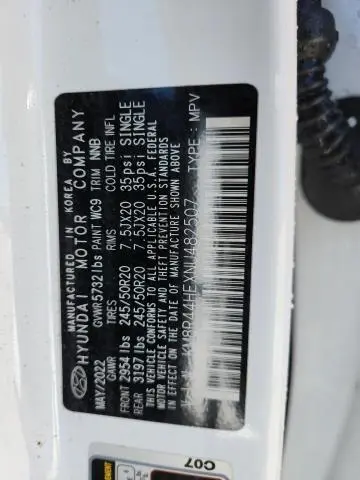 MANUFACTURED IN KOREA BY
HYUNDAI MOTOR COMPANY
GVWR 5732 lbs PAINT WC9 TRIM NNB
MAY/2022 GAWR TIRES RIMS COLD TIRE INFL
FRONT 2954 lbs 245/50R20 7.5JX20 35psi SINGLE
REAR 3197 lbs 245/50R20 7.5JX20 35psi SINGLE
THIS VEHICLE CONFORMS TO ALL APPLICABLE U.S.A. FEDERAL
MOTOR VEHICLE SAFETY, BUMPER, AND THEFT PREVENTION STANDARDS IN
EFFECT ON THE DATE OF MANUFACTURE SHOWN ABOVE.
TYPE : MPV
C07